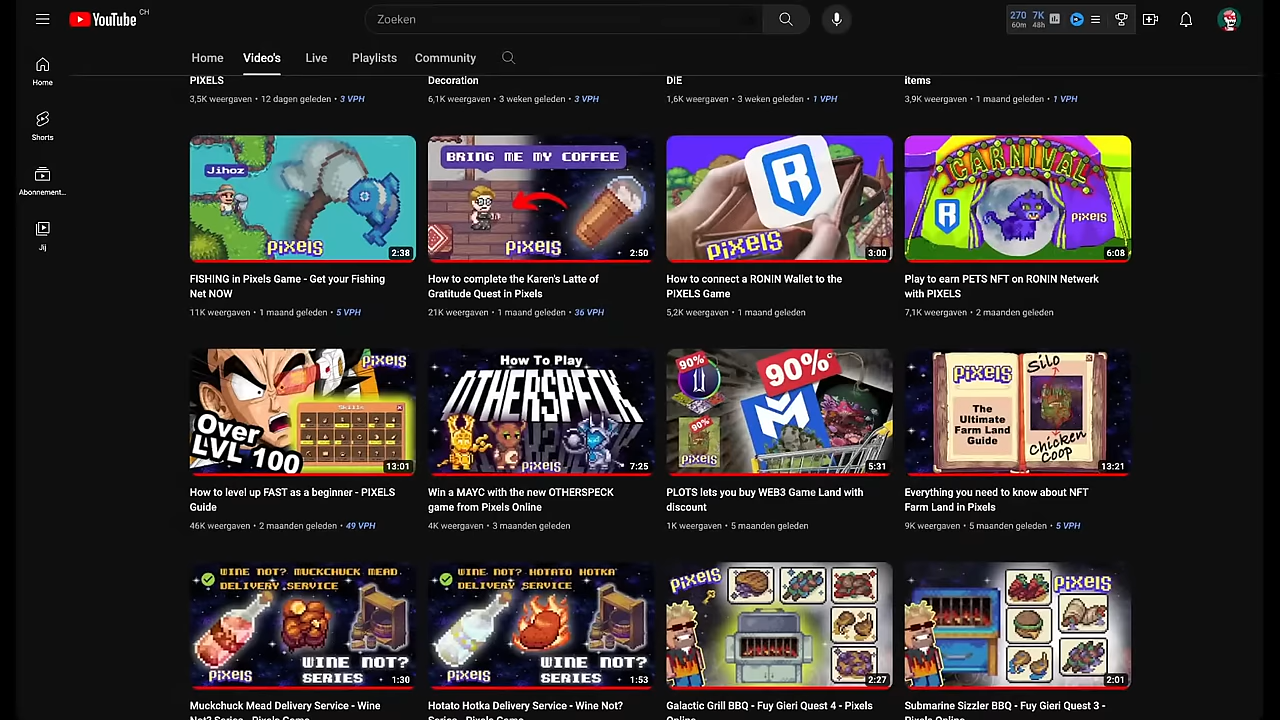 YouTube CH
Zoeken
270 7K
60m 48h
Home
Shorts
Abonnement...
Jij
Home Video's Live Playlists Community
PIXELS
3,5K weergaven • 12 dagen geleden • 3 VPH
Decoration
6,1K weergaven • 3 weken geleden • 3 VPH
DIE
1,6K weergaven • 3 weken geleden • 1 VPH
items
3,9K weergaven • 1 maand geleden • 1 VPH
Jihoz
PIXELS
2:38
FISHING in Pixels Game - Get your Fishing
Net NOW
11K weergaven • 1 maand geleden • 5 VPH
BRING ME MY COFFEE
PIXELS
2:50
How to complete the Karen's Latte of
Gratitude Quest in Pixels
21K weergaven • 1 maand geleden • 36 VPH
PIXELS
3:00
How to connect a RONIN Wallet to the
PIXELS Game
5,2K weergaven • 1 maand geleden
CARNIVAL
PIXELS
6:08
Play to earn PETS NFT on RONIN Netwerk
with PIXELS
7,1K weergaven • 2 maanden geleden
PIXELS
Skills
Over
LVL 100
13:01
How to level up FAST as a beginner - PIXELS
Guide
46K weergaven • 2 maanden geleden • 49 VPH
How To Play
OTHERSPECK
PIXELS
7:25
Win a MAYC with the new OTHERSPECK
game from Pixels Online
4K weergaven • 3 maanden geleden
90%
90%
90%
PIXELS
5:31
PLOTS lets you buy WEB3 Game Land with
discount
1K weergaven • 5 maanden geleden
PIXELS
The
Ultimate
Farm Land
Guide
Silo
Chicken
Coop
13:21
Everything you need to know about NFT
Farm Land in Pixels
9K weergaven • 5 maanden geleden • 5 VPH
WINE NOT? MUCKCHUCK MEAD
DELIVERY SERVICE
WINE NOT?
SERIES
PIXELS
1:30
Muckchuck Mead Delivery Service - Wine
Not? Series - Pixels Game
WINE NOT? HOTATO HOTKA
DELIVERY SERVICE
WINE NOT?
SERIES
PIXELS
1:53
Hotato Hotka Delivery Service - Wine Not?
Series - Pixels Game
PIXELS
2:27
Galactic Grill BBQ - Fuy Gieri Quest 4 - Pixels
Online
PIXELS
2:01
Submarine Sizzler BBQ - Fuy Gieri Quest 3 -
Pixels Online